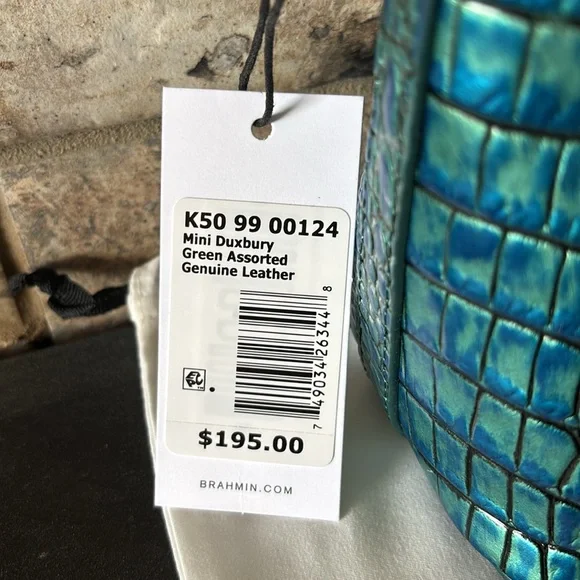 K50 99 00124
Mini Duxbury
Green Assorted
Genuine Leather
7 49034 26344 8
$195.00
BRAHMIN.COM